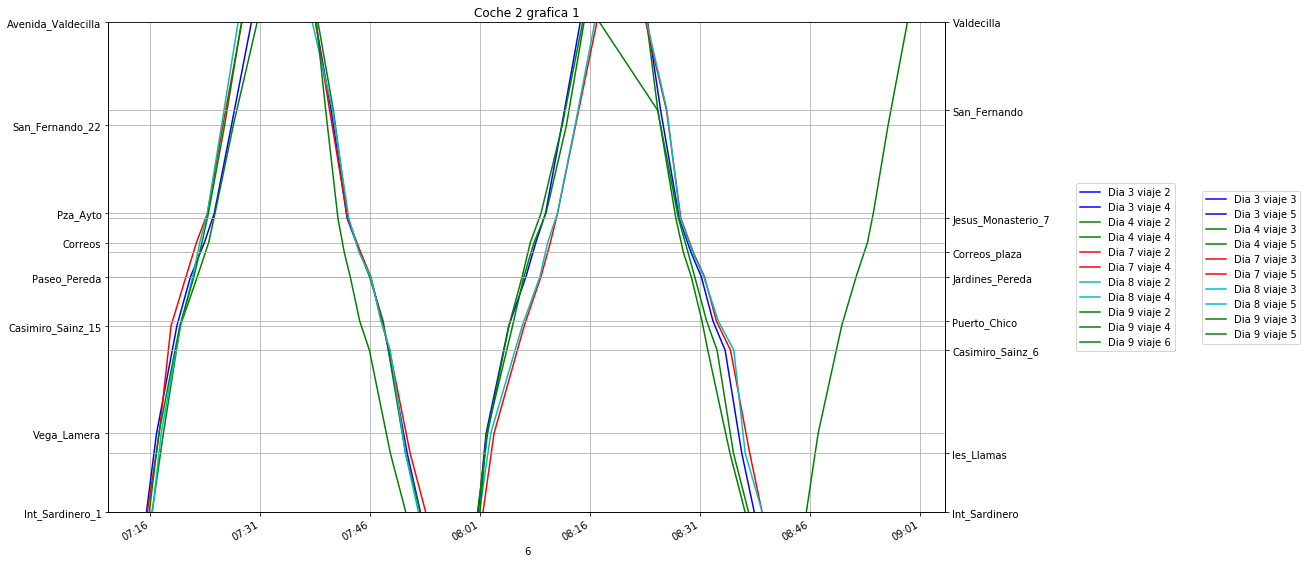 Coche 2 grafica 1
Avenida_Valdecilla
San_Fernando_22
Pza_Ayto
Correos
Paseo_Pereda
Casimiro_Sainz_15
Vega_Lamera
Int_Sardinero_1
Valdecilla
San_Fernando
Jesus_Monasterio_7
Correos_plaza
Jardines_Pereda
Puerto_Chico
Casimiro_Sainz_6
Ies_Llamas
Int_Sardinero
07:16
07:31
07:46
08:01
08:16
08:31
08:46
09:01
6
Dia 3 viaje 2
Dia 3 viaje 4
Dia 4 viaje 2
Dia 4 viaje 4
Dia 7 viaje 2
Dia 7 viaje 4
Dia 8 viaje 2
Dia 8 viaje 4
Dia 9 viaje 2
Dia 9 viaje 4
Dia 9 viaje 6
Dia 3 viaje 3
Dia 3 viaje 5
Dia 4 viaje 3
Dia 4 viaje 5
Dia 7 viaje 3
Dia 7 viaje 5
Dia 8 viaje 3
Dia 8 viaje 5
Dia 9 viaje 3
Dia 9 viaje 5